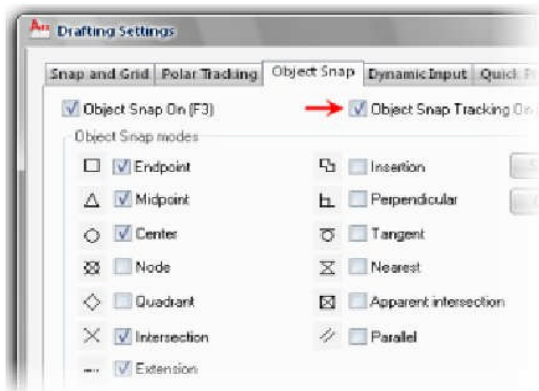 Drafting Settings
Snap and Grid Polar Tracking Object Snap Dynamic Input Quick
Object Snap On (F3) Object Snap Tracking On
Object Snap modes
Endpoint Insertion
Midpoint Perpendicular
Center Tangent
Node Nearest
Quadrant Apparent intersection
Intersection Parallel
Extension